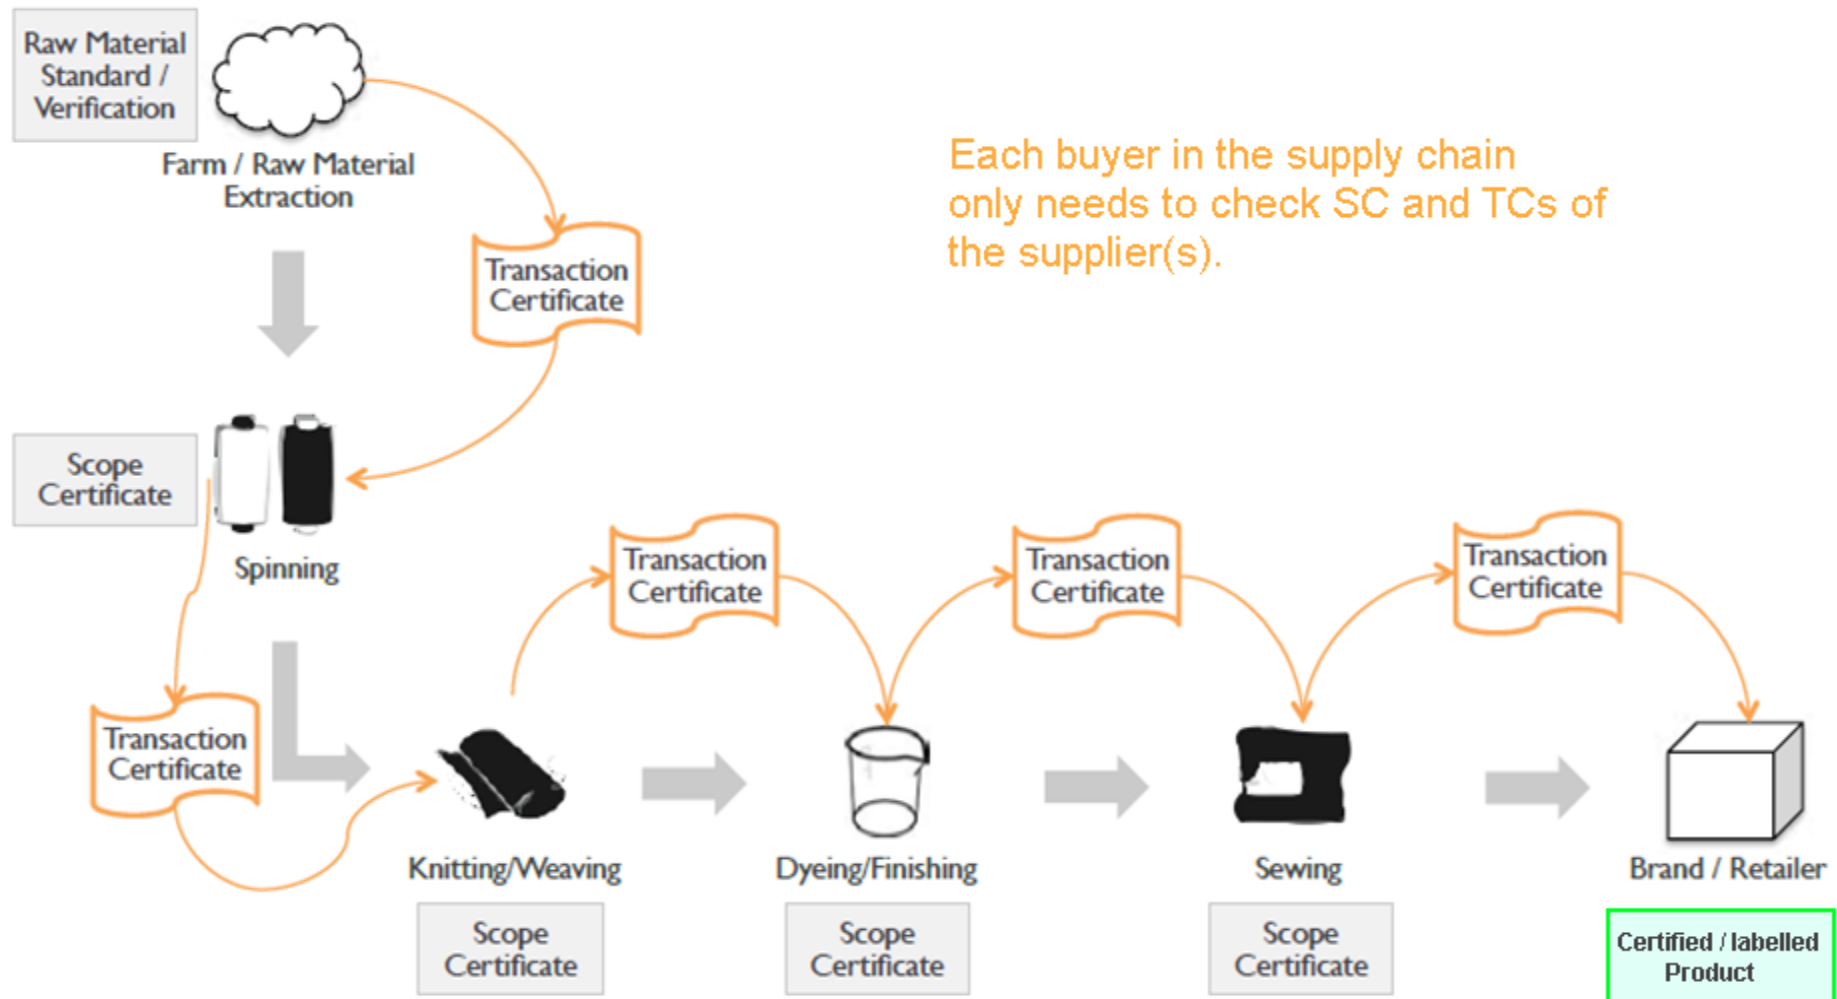 Raw Material
Standard /
Verification
Farm / Raw Material
Extraction
Transaction
Certificate
Each buyer in the supply chain
only needs to check SC and TCs of
the supplier(s).
Scope
Certificate
Spinning
Transaction
Certificate
Transaction
Certificate
Transaction
Certificate
Transaction
Certificate
Knitting/Weaving
Dyeing/Finishing
Sewing
Brand / Retailer
Scope
Certificate
Scope
Certificate
Scope
Certificate
Certified / labelled
Product